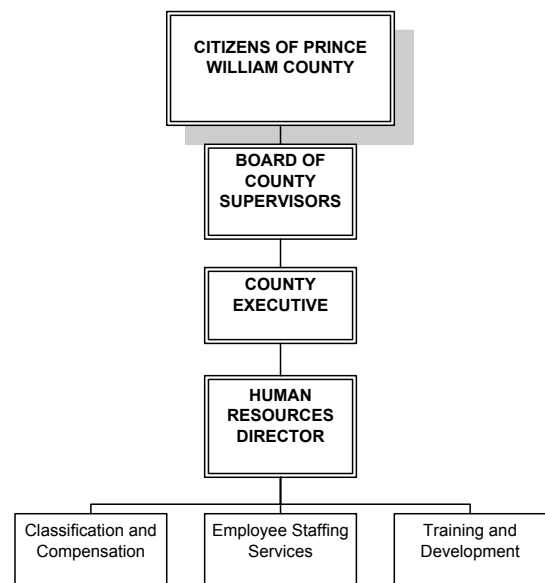 CITIZENS OF PRINCE
WILLIAM COUNTY
BOARD OF
COUNTY
SUPERVISORS
COUNTY
EXECUTIVE
HUMAN
RESOURCES
DIRECTOR
Classification and
Compensation
Employee Staffing
Services
Training and
Development